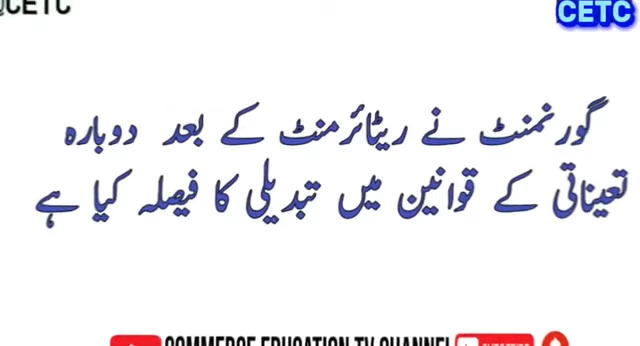 @CETC
CETC
گورنمنٹ نے ریٹائرمنٹ کے بعد دوبارہ
تعیناتی کے قوانین میں تبدیلی کا فیصلہ کیا ہے
COMMERCE EDUCATION TV CHANNEL
SUBSCRIBE